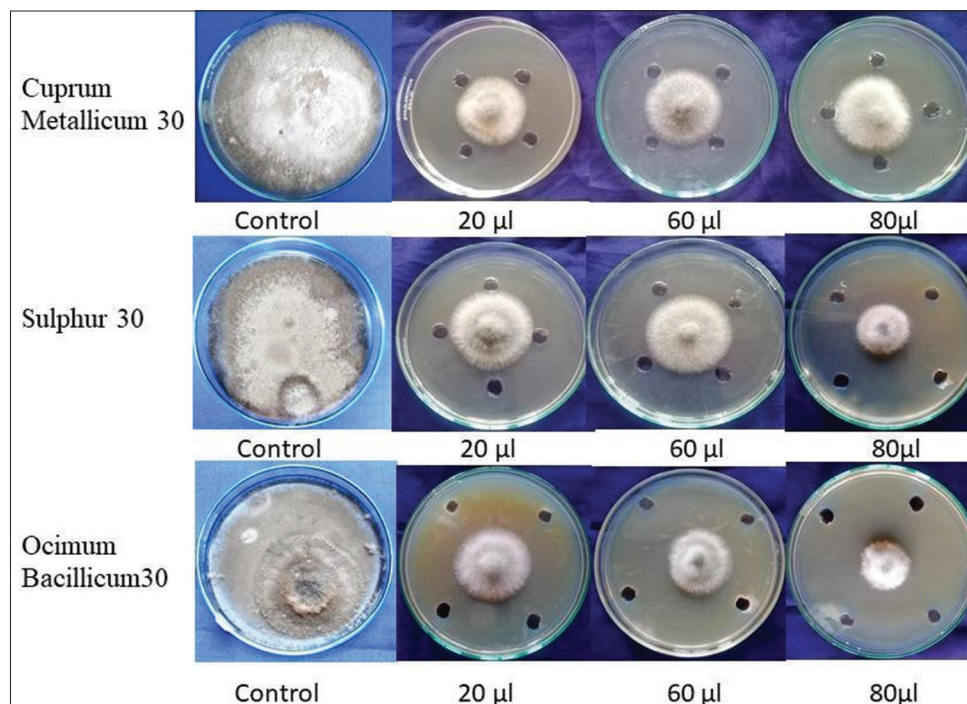 Cuprum
Metallicum 30
Control
20 μl
60 μl
80μl
Sulphur 30
Control
20 μl
60 μl
80μl
Ocimum
Bacillicum30
Control
20 μl
60 μl
80μl